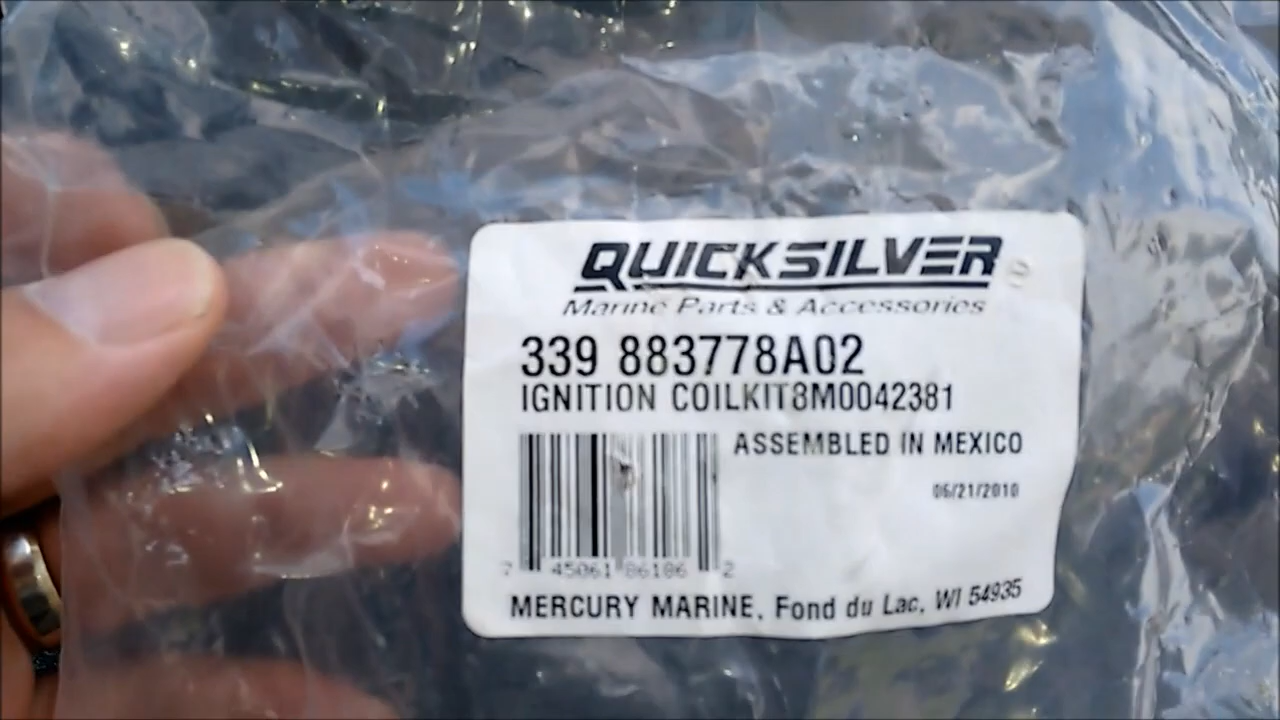 QUICKSILVER
Marine Parts & Accessories
339 883778A02
IGNITION COILKIT8M0042381
ASSEMBLED IN MEXICO
06/21/2010
7 45061 86186 2
MERCURY MARINE, Fond du Lac, WI 54935